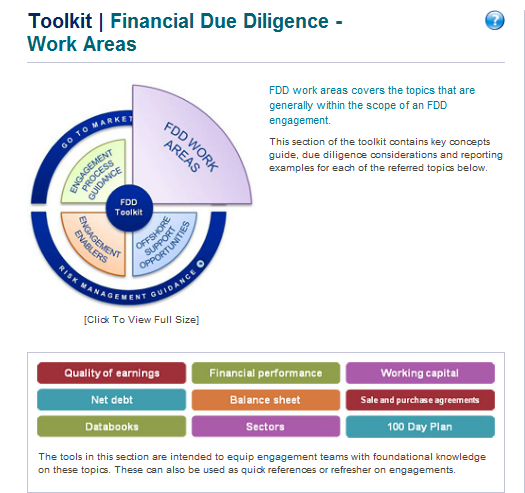 Toolkit | Financial Due Diligence -
Work Areas
?
FDD work areas covers the topics that are
generally within the scope of an FDD
engagement.
This section of the toolkit contains key concepts
guide, due diligence considerations and reporting
examples for each of the referred topics below.
GO TO MARKET
FDD WORK
AREAS
ENGAGEMENT
PROCESS
GUIDANCE
FDD
Toolkit
ENGAGEMENT
ENABLERS
OFFSHORE
SUPPORT
OPPORTUNITIES
RISK MANAGEMENT GUIDANCE
[Click To View Full Size]
Quality of earnings
Financial performance
Working capital
Net debt
Balance sheet
Sale and purchase agreements
Databooks
Sectors
100 Day Plan
The tools in this section are intended to equip engagement teams with foundational knowledge
on these topics. These can also be used as quick references or refresher on engagements.